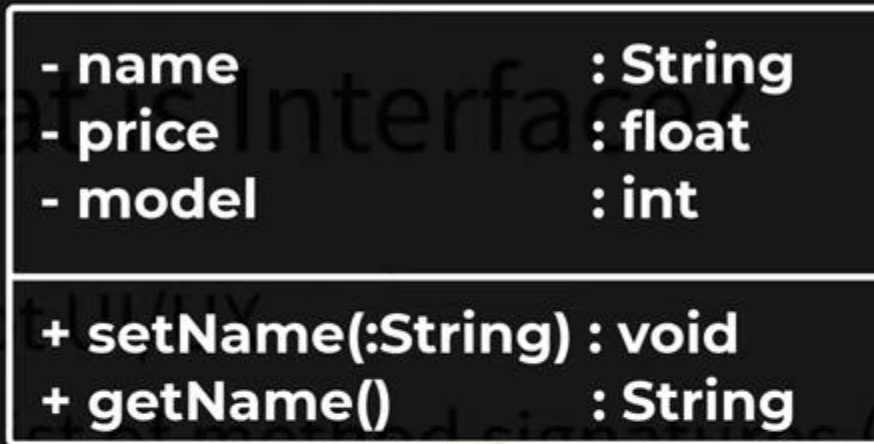 - name : String
- price : float
- model : int
+ setName(:String) : void
+ getName() : String